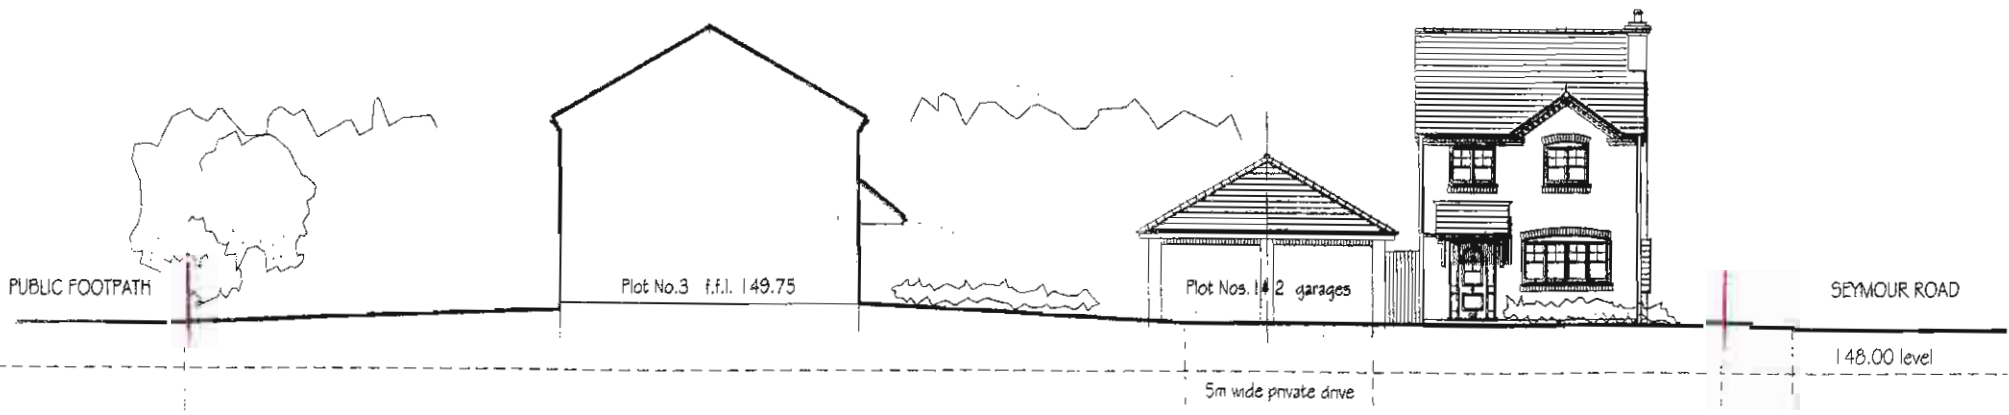 PUBLIC FOOTPATH
Plot No.3 f.f.l. 149.75
Plot Nos. 1 & 2 garages
SEYMOUR ROAD
148.00 level
5m wide private drive